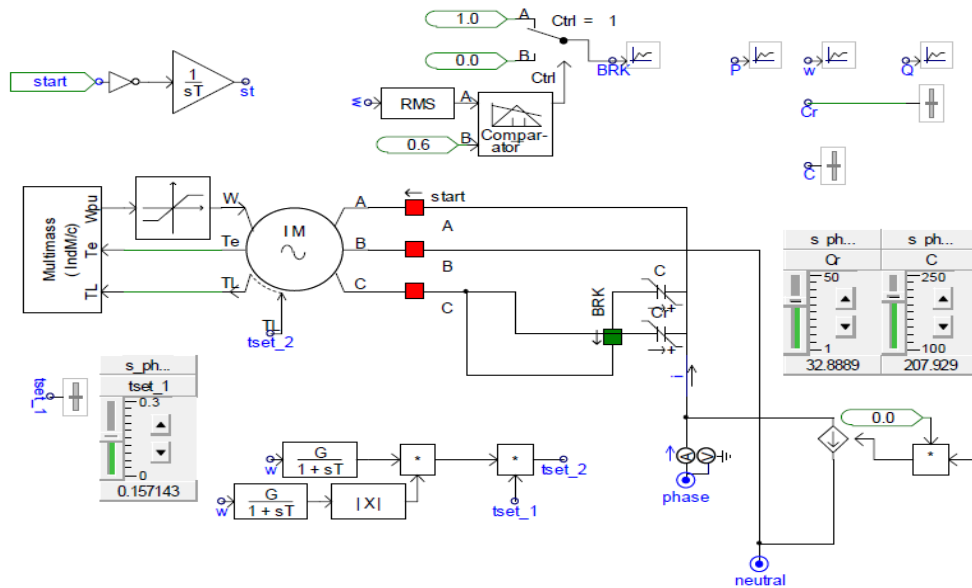 1.0
A
Ctrl = 1
0.0
B
Ctrl
BRK
P
w
Q
start
1
sT
st
w
RMS
A
Compar-
ator
0.6
B
Cr
C
Multimass
(IndM/c)
Wpu
Te
TL
W
Te
TL
I M
A
B
C
start
A
B
C
BRK
C
Cr
+
+
TL
tset_2
i
s_ph...
Cr
50
1
32.8889
s_ph...
C
250
100
207.929
tset_1
s_ph...
tset_1
0.3
0
0.157143
w
G
1 + sT
*
*
tset_2
w
G
1 + sT
| X |
tset_1
A
V
phase
0.0
*
neutral